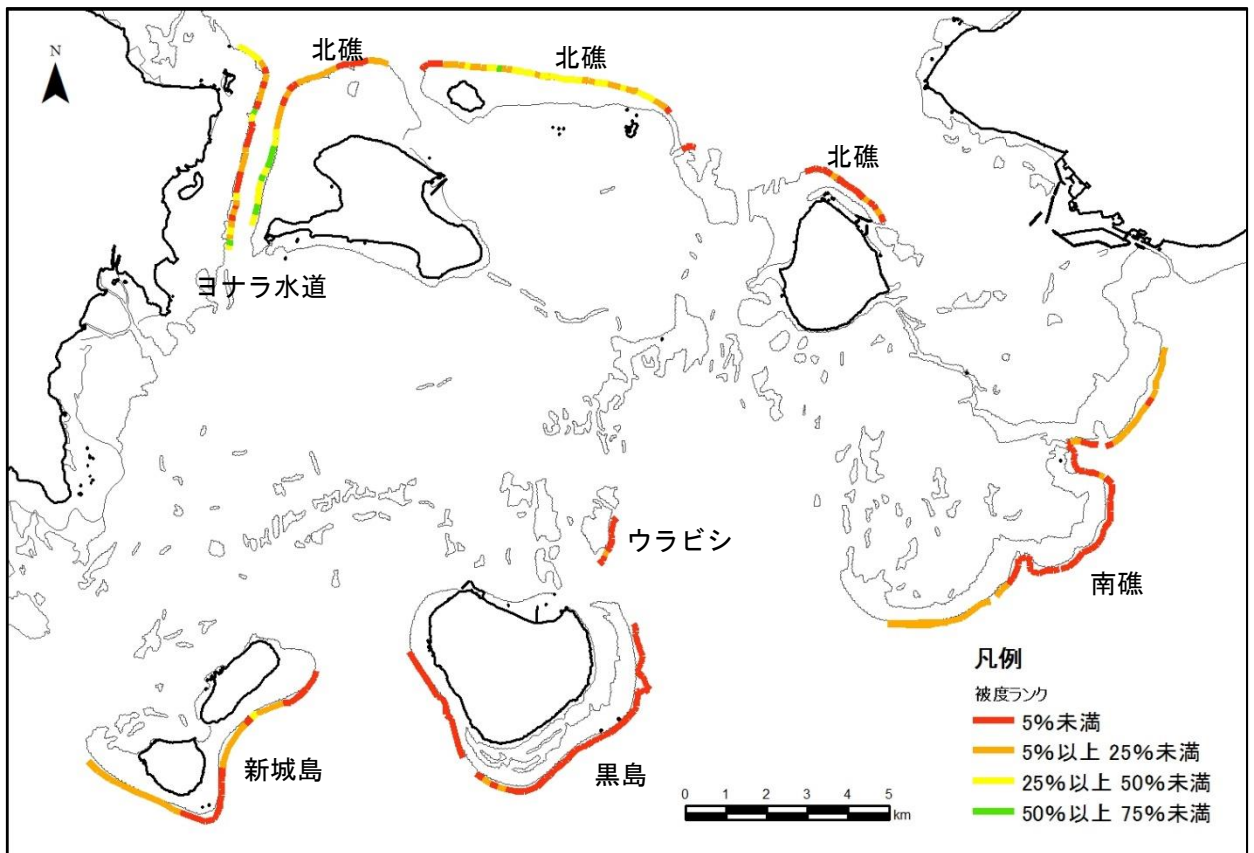 北礁
北礁
N
北礁
ヨナラ水道
ウラビシ
南礁
凡例
被度ランク
5%未満
5%以上 25%未満
25%以上 50%未満
50%以上 75%未満
新城島
黒島
0 1 2 3 4 5
km